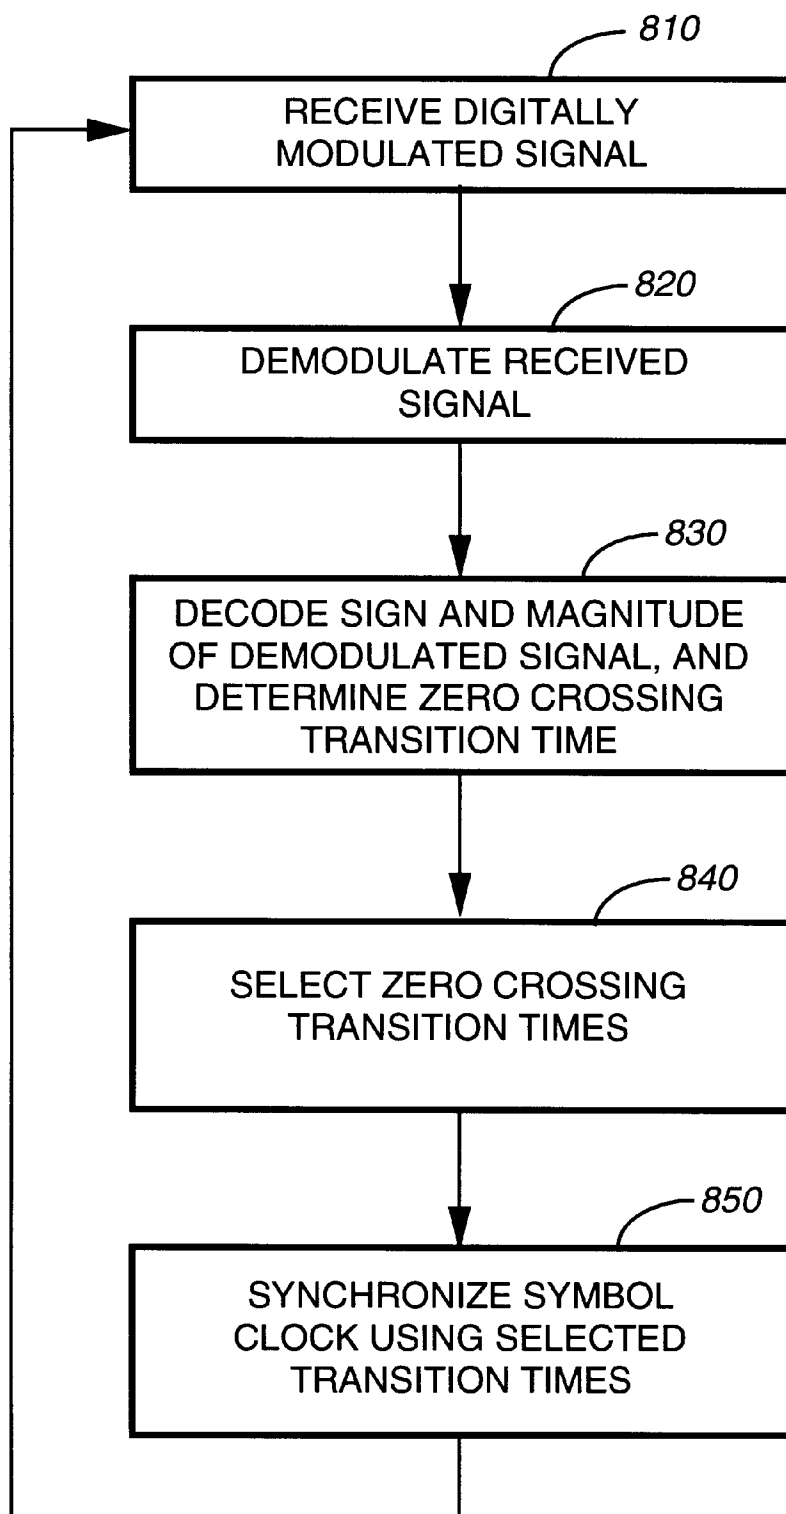 810
RECEIVE DIGITALLY
MODULATED SIGNAL
820
DEMODULATE RECEIVED
SIGNAL
830
DECODE SIGN AND MAGNITUDE
OF DEMODULATED SIGNAL, AND
DETERMINE ZERO CROSSING
TRANSITION TIME
840
SELECT ZERO CROSSING
TRANSITION TIMES
850
SYNCHRONIZE SYMBOL
CLOCK USING SELECTED
TRANSITION TIMES